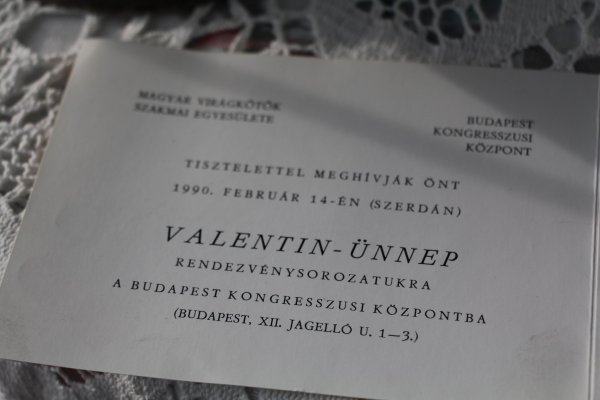 MAGYAR VIRÁGKÖTŐK
SZAKMAI EGYESÜLETE
BUDAPEST
KONGRESSZUSI
KÖZPONT
TISZTELETTEL MEGHÍVJÁK ÖNT
1990. FEBRUÁR 14-ÉN (SZERDÁN)
VALENTIN-ÜNNEP
RENDEZVÉNYSOROZATUKRA
A BUDAPEST KONGRESSZUSI KÖZPONTBA
(BUDAPEST, XII. JAGELLÓ U. 1—3.)